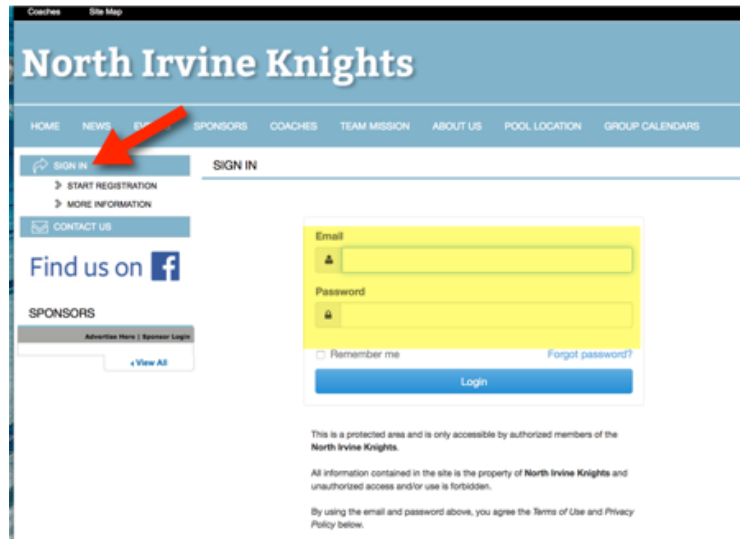 Coaches Site Map
North Irvine Knights
HOME NEWS SPONSORS COACHES TEAM MISSION ABOUT US POOL LOCATION GROUP CALENDARS
SIGN IN
START REGISTRATION
MORE INFORMATION
CONTACT US
Find us on f
SPONSORS
Advertise Here | Sponsor Login
View All
SIGN IN
Email
Password
Remember me Forgot password?
Login
This is a protected area and is only accessible by authorized members of the
North Irvine Knights.
All information contained in the site is the property of North Irvine Knights and
unauthorized access and/or use is forbidden.
By using the email and password above, you agree the Terms of Use and Privacy
Policy below.